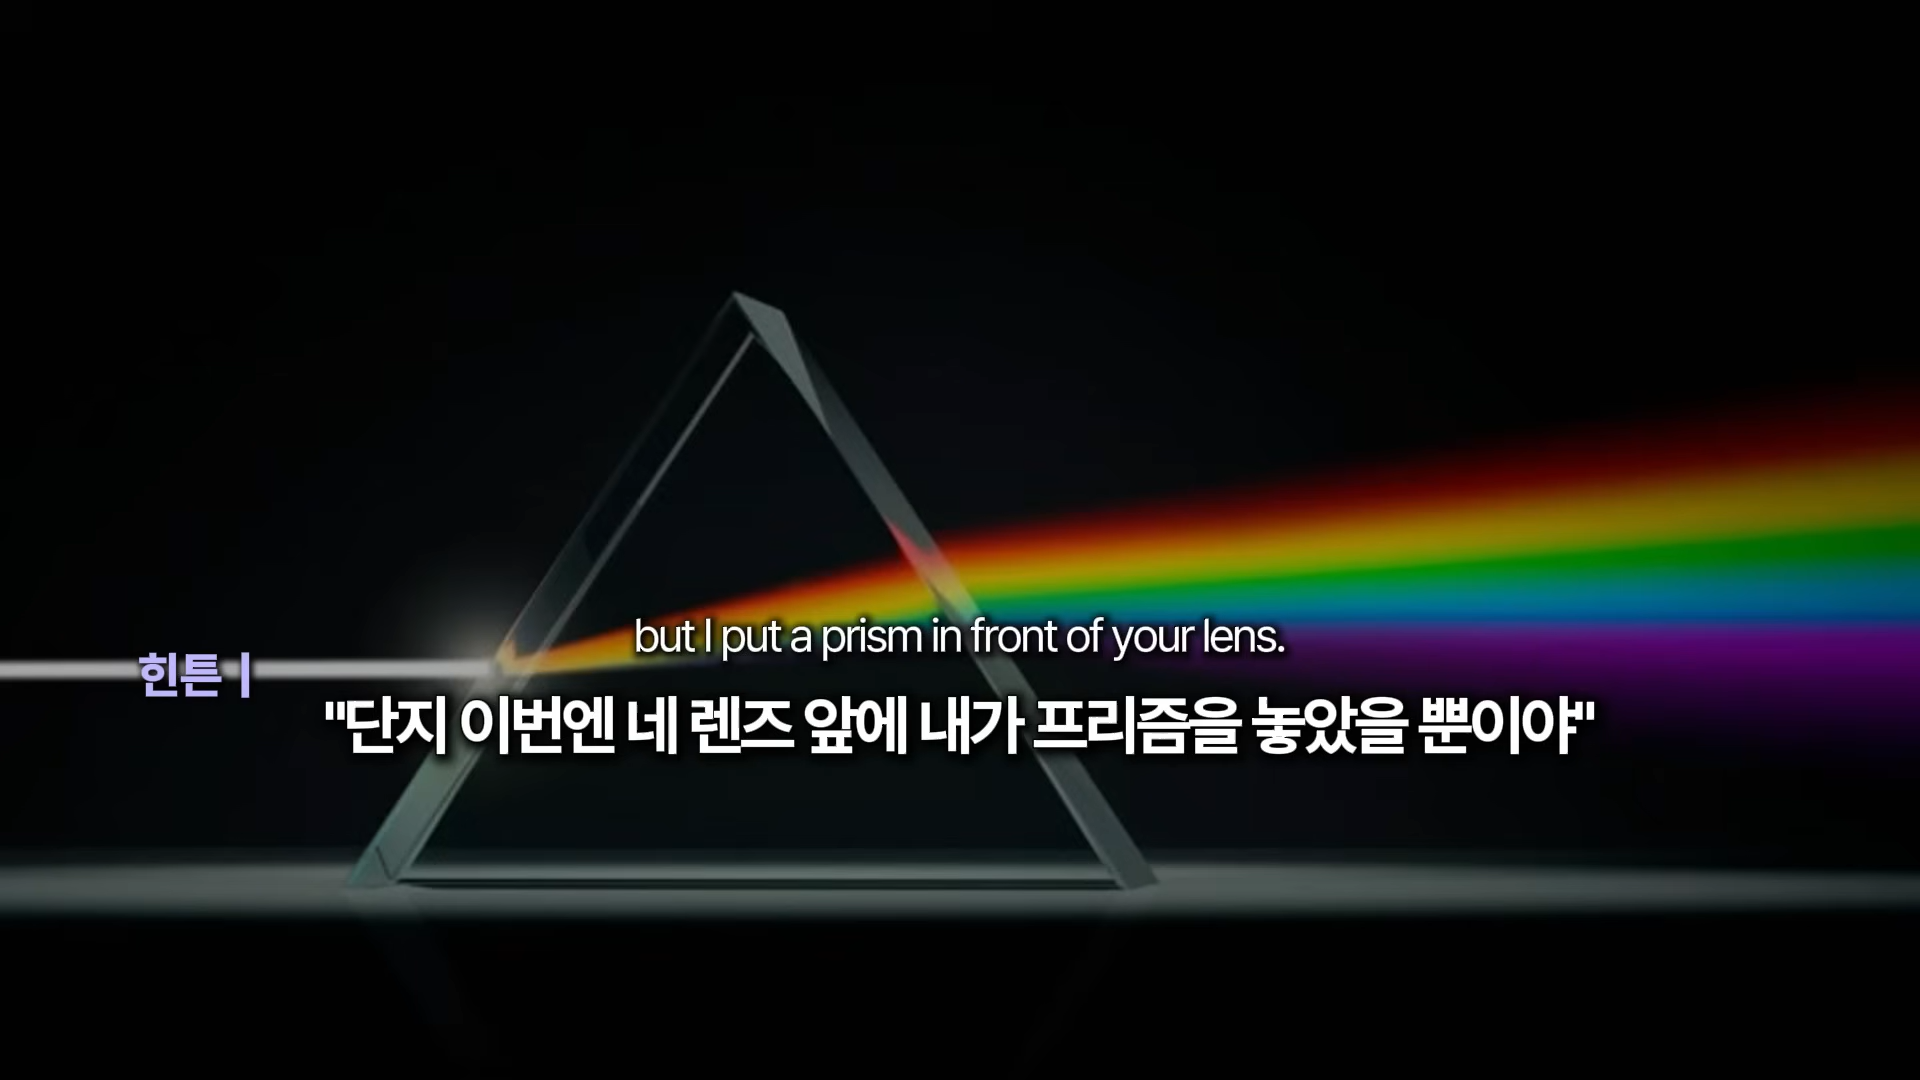 but I put a prism in front of your lens.
힌튼 |
"단지 이번엔 네 렌즈 앞에 내가 프리즘을 놓았을 뿐이야"